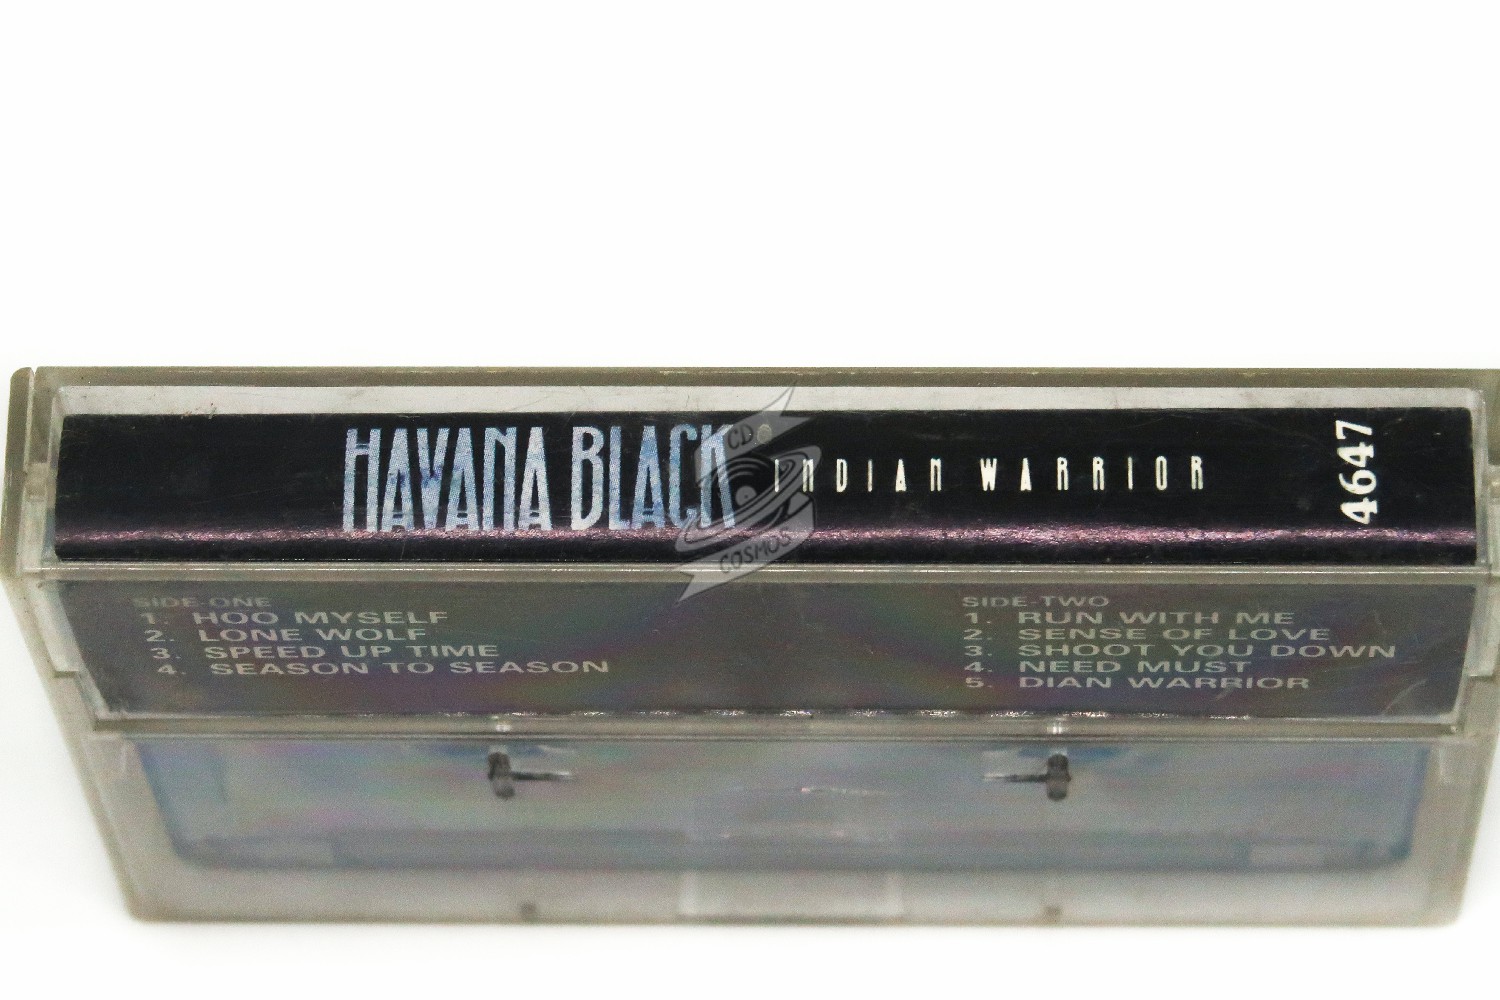 HAVANA BLACK INDIAN WARRIOR 4647
CD
COSMOS
SIDE-ONE
1. HOO MYSELF
2. LONE WOLF
3. SPEED UP TIME
4. SEASON TO SEASON
SIDE-TWO
1. RUN WITH ME
2. SENSE OF LOVE
3. SHOOT YOU DOWN
4. NEED MUST
5. DIAN WARRIOR